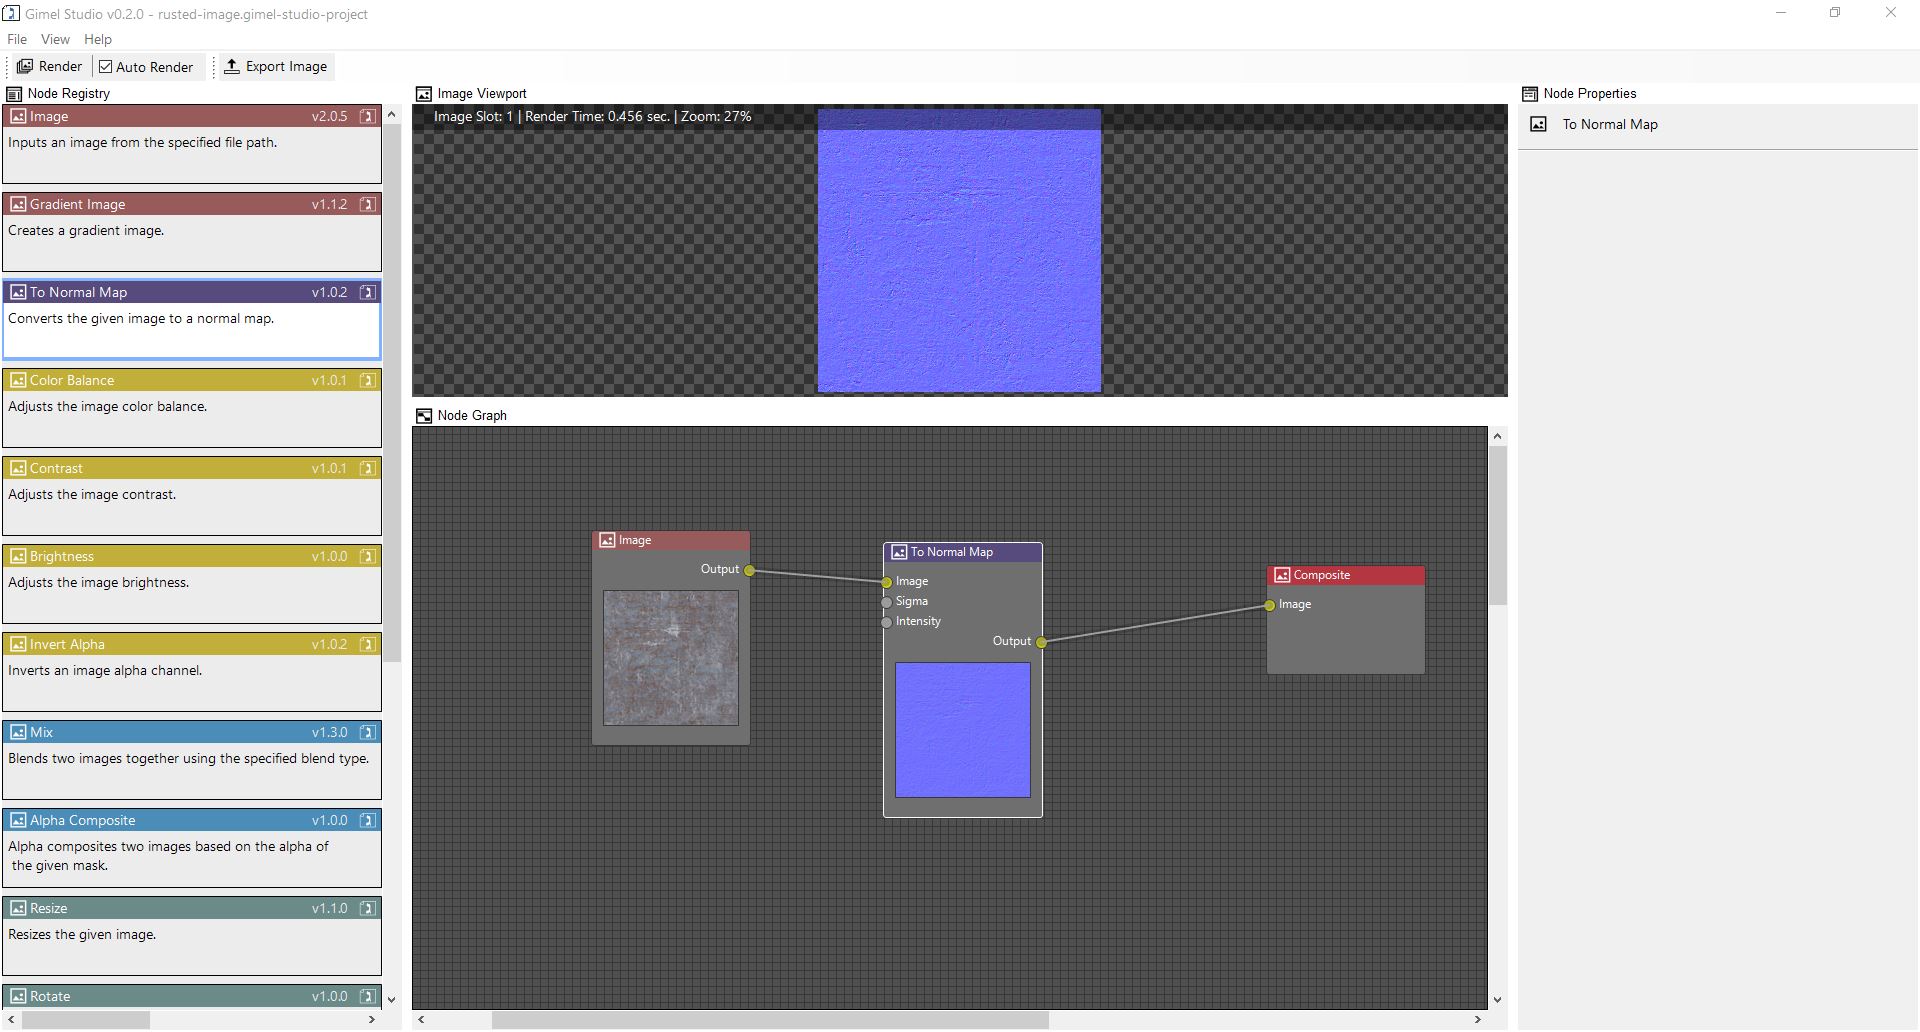 Gimel Studio v0.2.0 - rusted-image.gimel-studio-project
File View Help
Render Auto Render Export Image
Node Registry
Image v2.0.5
Inputs an image from the specified file path.
Gradient Image v1.1.2
Creates a gradient image.
To Normal Map v1.0.2
Converts the given image to a normal map.
Color Balance v1.0.1
Adjusts the image color balance.
Contrast v1.0.1
Adjusts the image contrast.
Brightness v1.0.0
Adjusts the image brightness.
Invert Alpha v1.0.2
Inverts an image alpha channel.
Mix v1.3.0
Blends two images together using the specified blend type.
Alpha Composite v1.0.0
Alpha composites two images based on the alpha of
the given mask.
Resize v1.1.0
Resizes the given image.
Rotate v1.0.0
Image Viewport
Image Slot: 1 | Render Time: 0.456 sec. | Zoom: 27%
Node Graph
Image
Output
To Normal Map
Image
Sigma
Intensity
Output
Composite
Image
Node Properties
To Normal Map